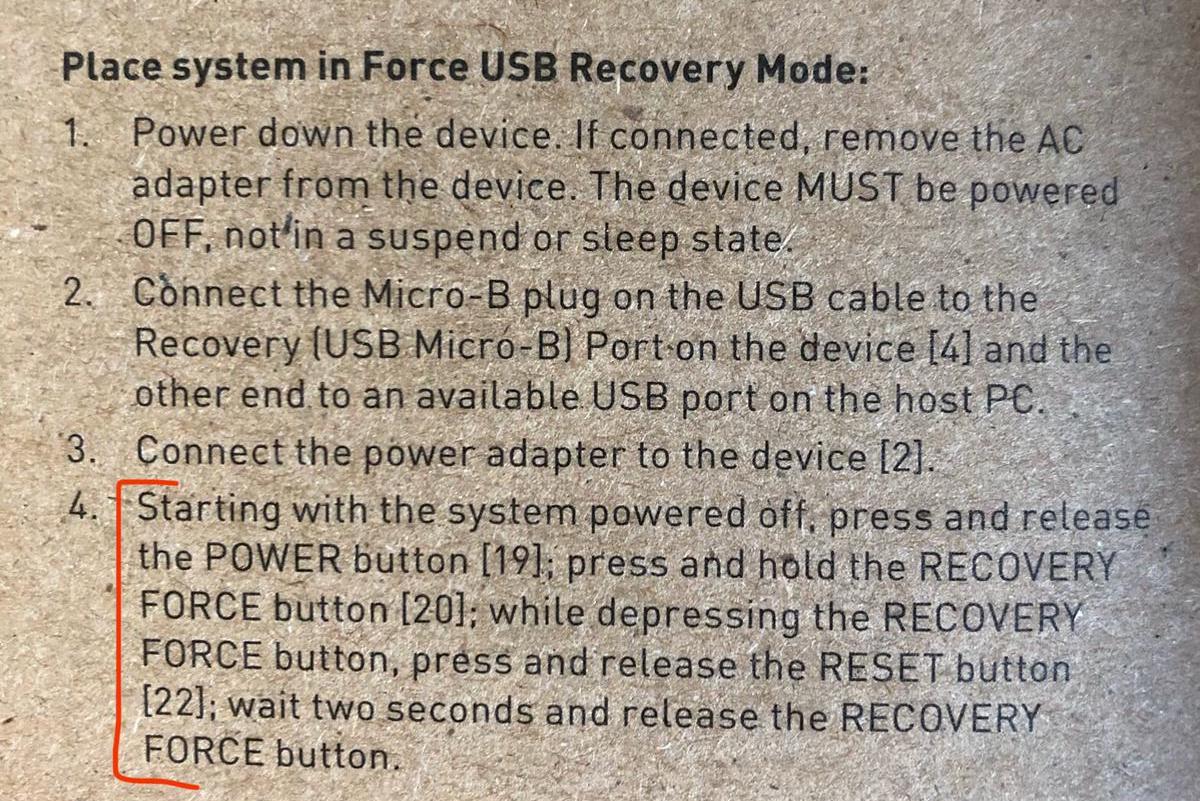 Place system in Force USB Recovery Mode:
1. Power down the device. If connected, remove the AC
adapter from the device. The device MUST be powered
OFF, not in a suspend or sleep state.
2. Connect the Micro-B plug on the USB cable to the
Recovery (USB Micro-B) Port on the device [4] and the
other end to an available USB port on the host PC.
3. Connect the power adapter to the device [2].
4. Starting with the system powered off, press and release
the POWER button [19]; press and hold the RECOVERY
FORCE button [20]; while depressing the RECOVERY
FORCE button, press and release the RESET button
[22]; wait two seconds and release the RECOVERY
FORCE button.